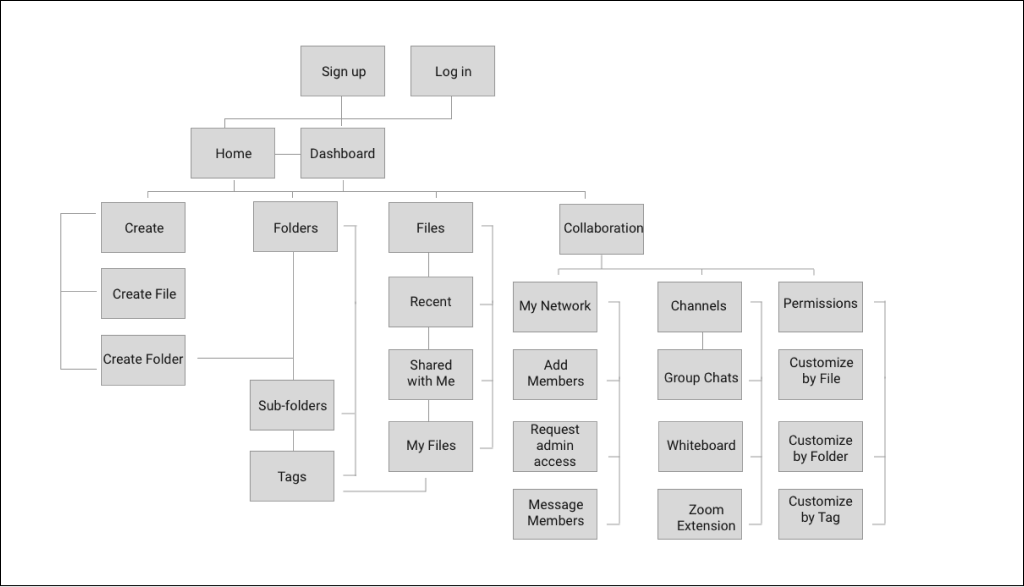 Sign up
Log in
Home
Dashboard
Create
Folders
Files
Collaboration
Create File
Create Folder
Sub-folders
Tags
Recent
Shared
with Me
My Files
My Network
Add
Members
Request
admin
access
Message
Members
Channels
Group Chats
Whiteboard
Zoom
Extension
Permissions
Customize
by File
Customize
by Folder
Customize
by Tag